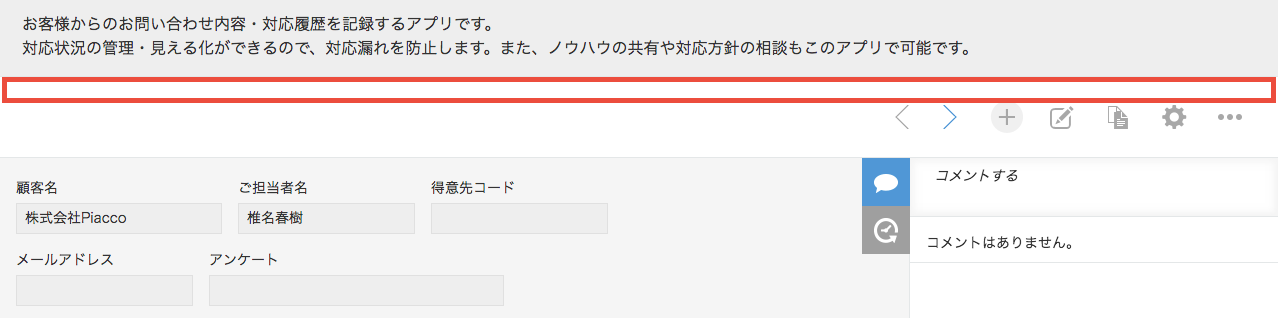 お客様からのお問い合わせ内容・対応履歴を記録するアプリです。
対応状況の管理・見える化ができるので、対応漏れを防止します。また、ノウハウの共有や対応方針の相談もこのアプリで可能です。
顧客名
ご担当者名
得意先コード
コメントする
株式会社Piacco
椎名春樹
コメントはありません。
メールアドレス
アンケート